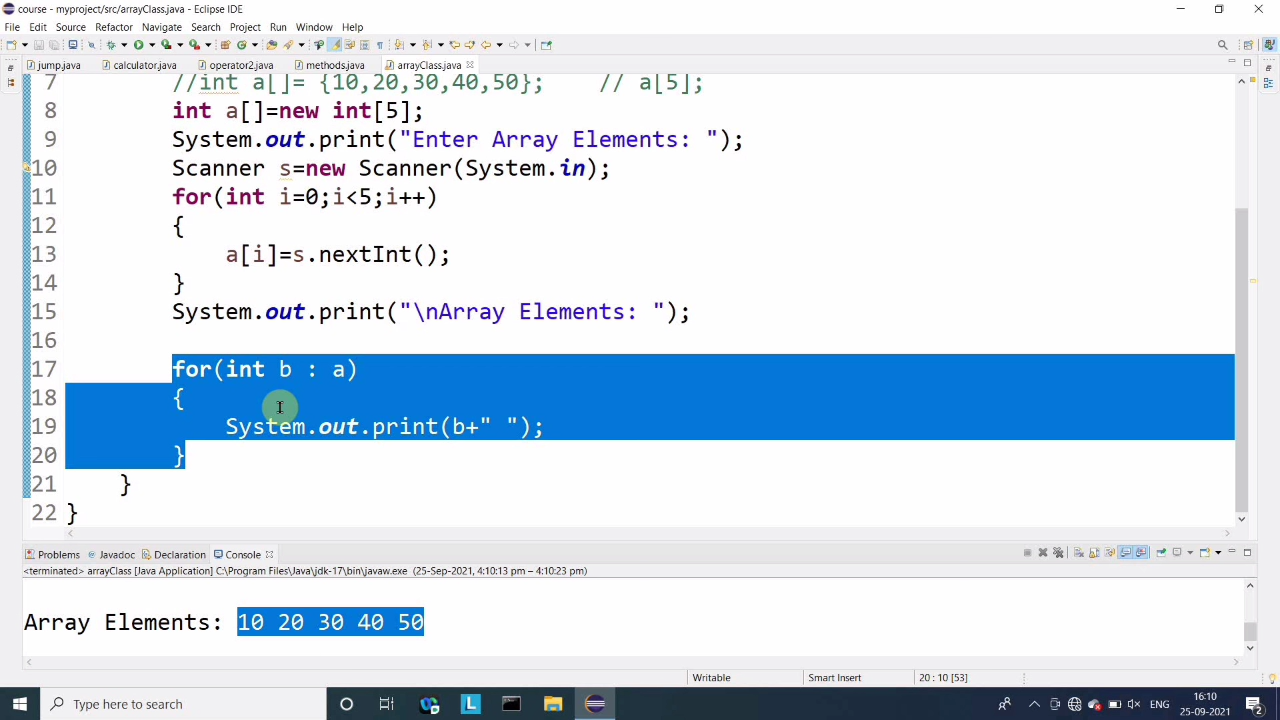 course - myproject/src/arrayClass.java - Eclipse IDE
File Edit Source Refactor Navigate Search Project Run Window Help
jump.java calculator.java operator2.java methods.java arrayClass.java
7 //int a[]= {10,20,30,40,50}; // a[5];
8 int a[]=new int[5];
9 System.out.print("Enter Array Elements: ");
10 Scanner s=new Scanner(System.in);
11 for(int i=0;i<5;i++)
12 {
13 a[i]=s.nextInt();
14 }
15 System.out.print("\nArray Elements: ");
16
17 for(int b : a)
18 {
19 System.out.print(b+" ");
20 }
21 }
22 }
Problems Javadoc Declaration Console
<terminated> arrayClass [Java Application] C:\Program Files\Java\jdk-17\bin\javaw.exe (25-Sep-2021, 4:10:13 pm – 4:10:23 pm)
Array Elements: 10 20 30 40 50
Writable Smart Insert 20 : 10 [53]
Type here to search
ENG
16:10
25-09-2021
2